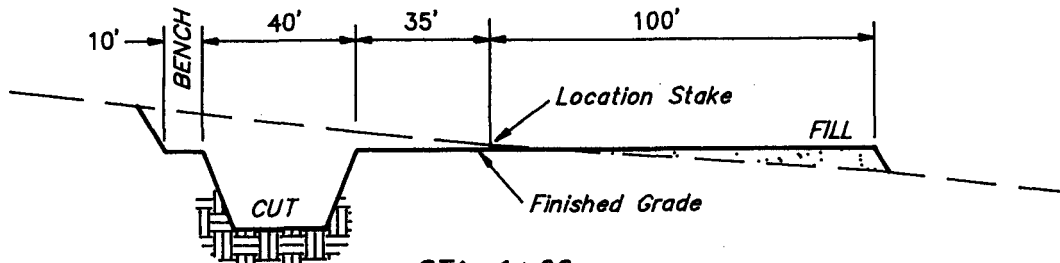 10' BENCH 40' 35' 100'
Location Stake
FILL
CUT
Finished Grade